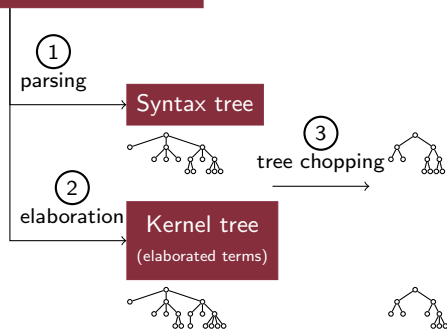 1
parsing
Syntax tree
3
tree chopping
2
elaboration
Kernel tree
(elaborated terms)